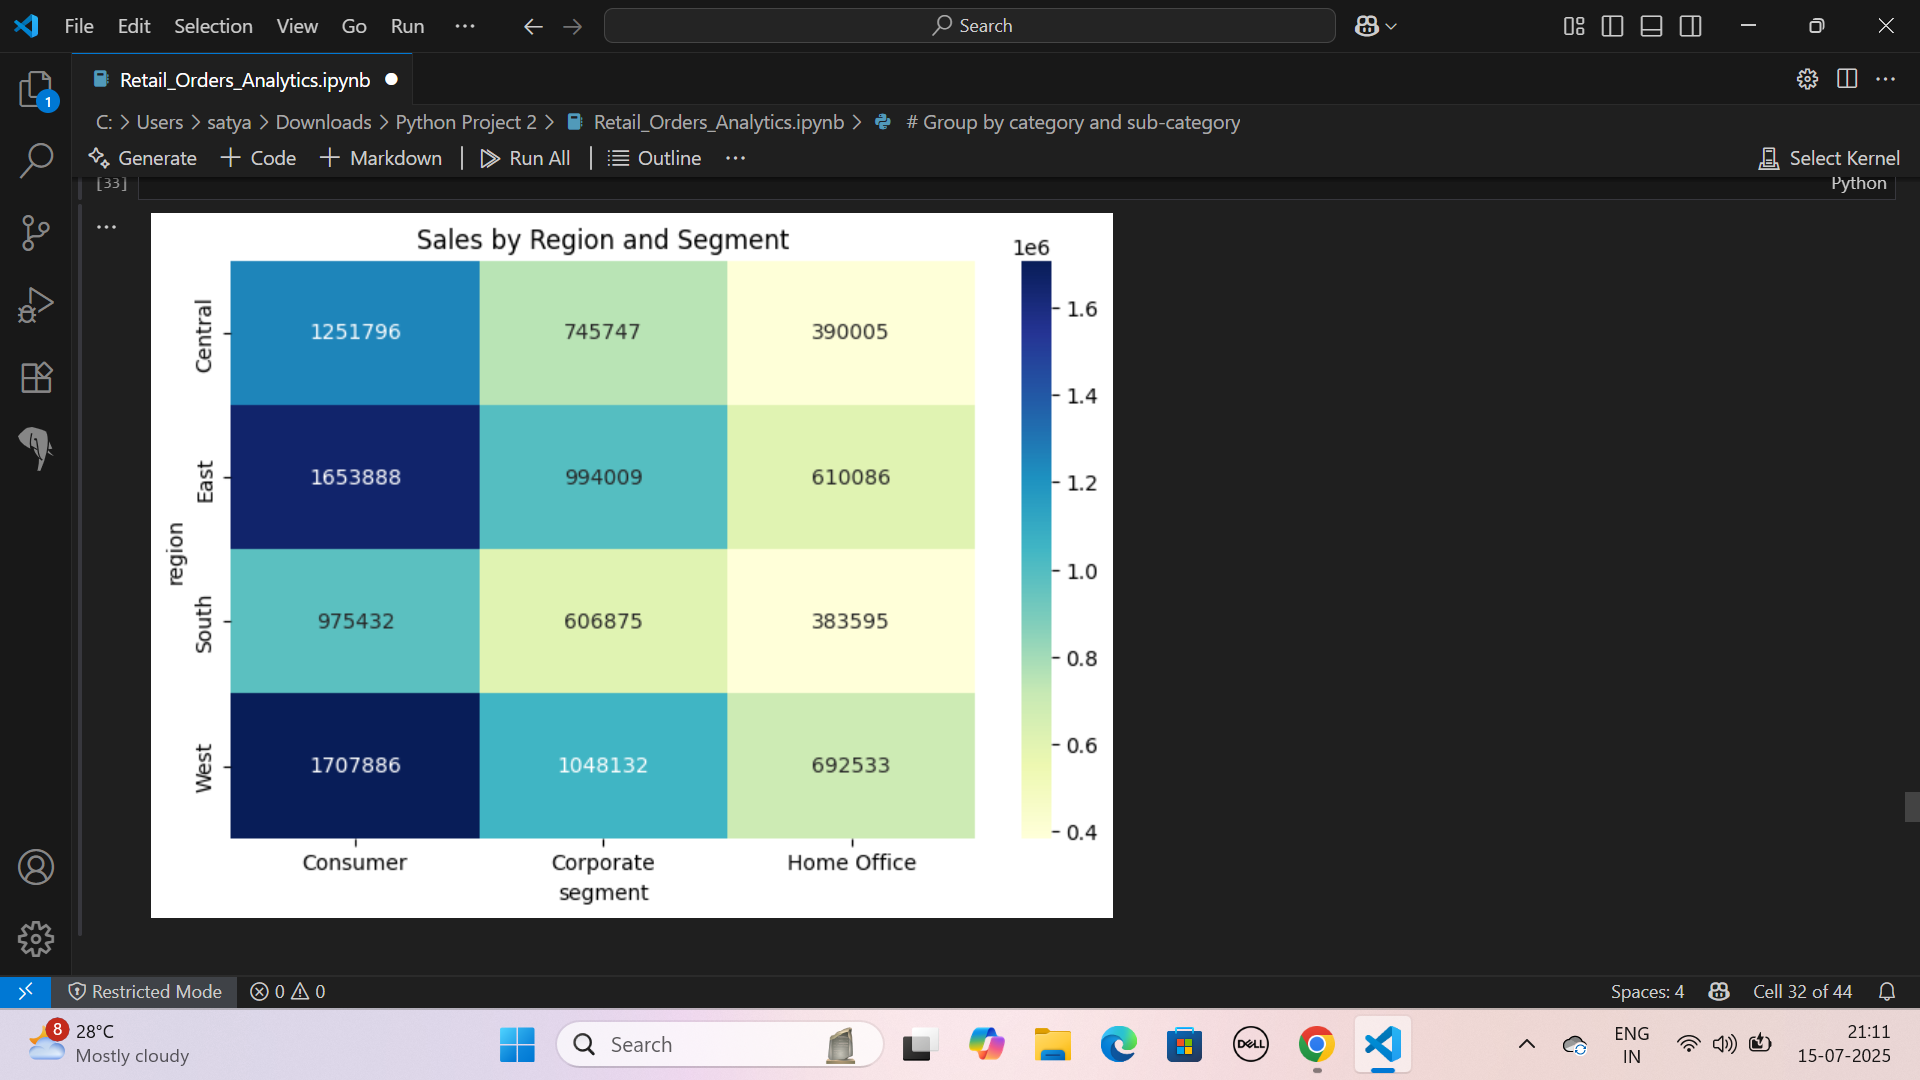 File Edit Selection View Go Run ··· Search
Retail_Orders_Analytics.ipynb
1
C: > Users > satya > Downloads > Python Project 2 > Retail_Orders_Analytics.ipynb > # Group by category and sub-category
Generate + Code + Markdown Run All Outline ··· Select Kernel
[33] Python
Sales by Region and Segment
1e6
Central 1251796 745747 390005
East 1653888 994009 610086
South 975432 606875 383595
West 1707886 1048132 692533
region
1.6
1.4
1.2
1.0
0.8
0.6
0.4
Consumer Corporate Home Office
segment
Restricted Mode 0 0 Spaces: 4 Cell 32 of 44
8 28°C
Mostly cloudy
Search
DELL
ENG
IN
21:11
15-07-2025